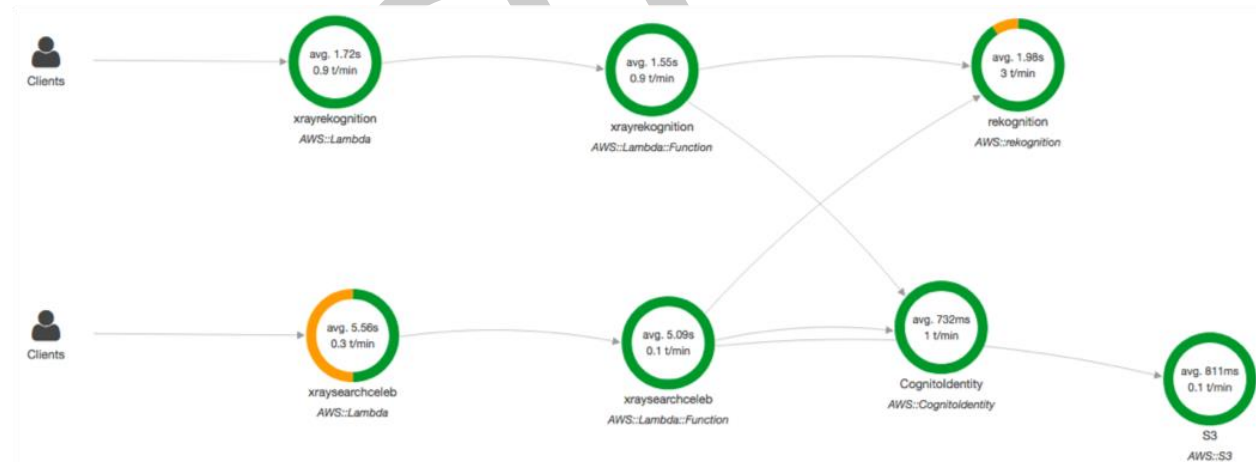 Clients
avg. 1.72s
0.9 t/min
xrayrekognition
AWS::Lambda
avg. 1.55s
0.9 t/min
xrayrekognition
AWS::Lambda::Function
avg. 1.98s
3 t/min
rekognition
AWS::rekognition
Clients
avg. 5.56s
0.3 t/min
xraysearchceleb
AWS::Lambda
avg. 5.09s
0.1 t/min
xraysearchceleb
AWS::Lambda::Function
avg. 732ms
1 t/min
CognitoIdentity
AWS::CognitoIdentity
avg. 811ms
0.1 t/min
S3
AWS::S3